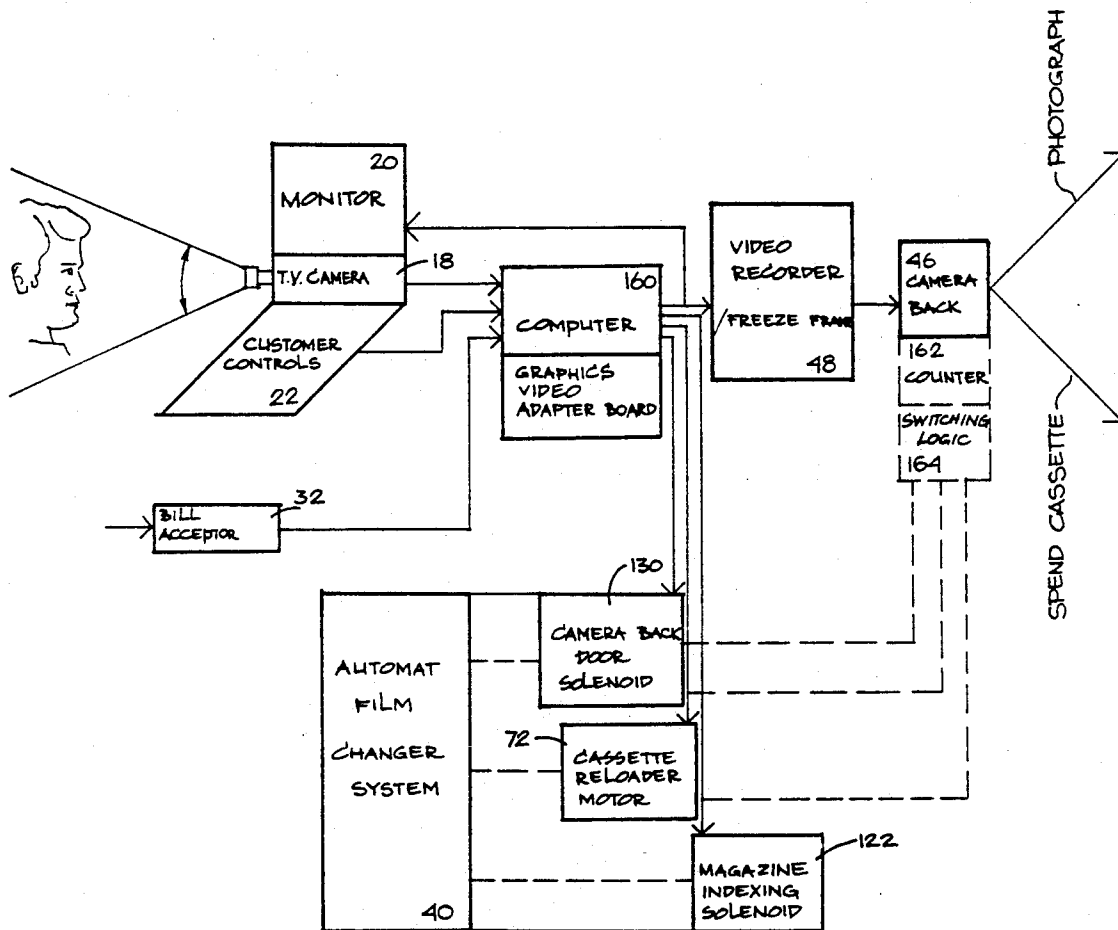 PHOTOGRAPH
20
MONITOR
T.V. CAMERA
18
CUSTOMER
CONTROLS
22
160
COMPUTER
GRAPHICS
VIDEO
ADAPTER BOARD
VIDEO
RECORDER
/FREEZE FRAME
48
46
CAMERA
BACK
162
COUNTER
SWITCHING
LOGIC
164
SPEND CASSETTE
BILL
ACCEPTOR
32
130
CAMERA BACK
DOOR
SOLENOID
AUTOMAT
FILM
CHANGER
SYSTEM
40
72
CASSETTE
RELOADER
MOTOR
122
MAGAZINE
INDEXING
SOLENOID